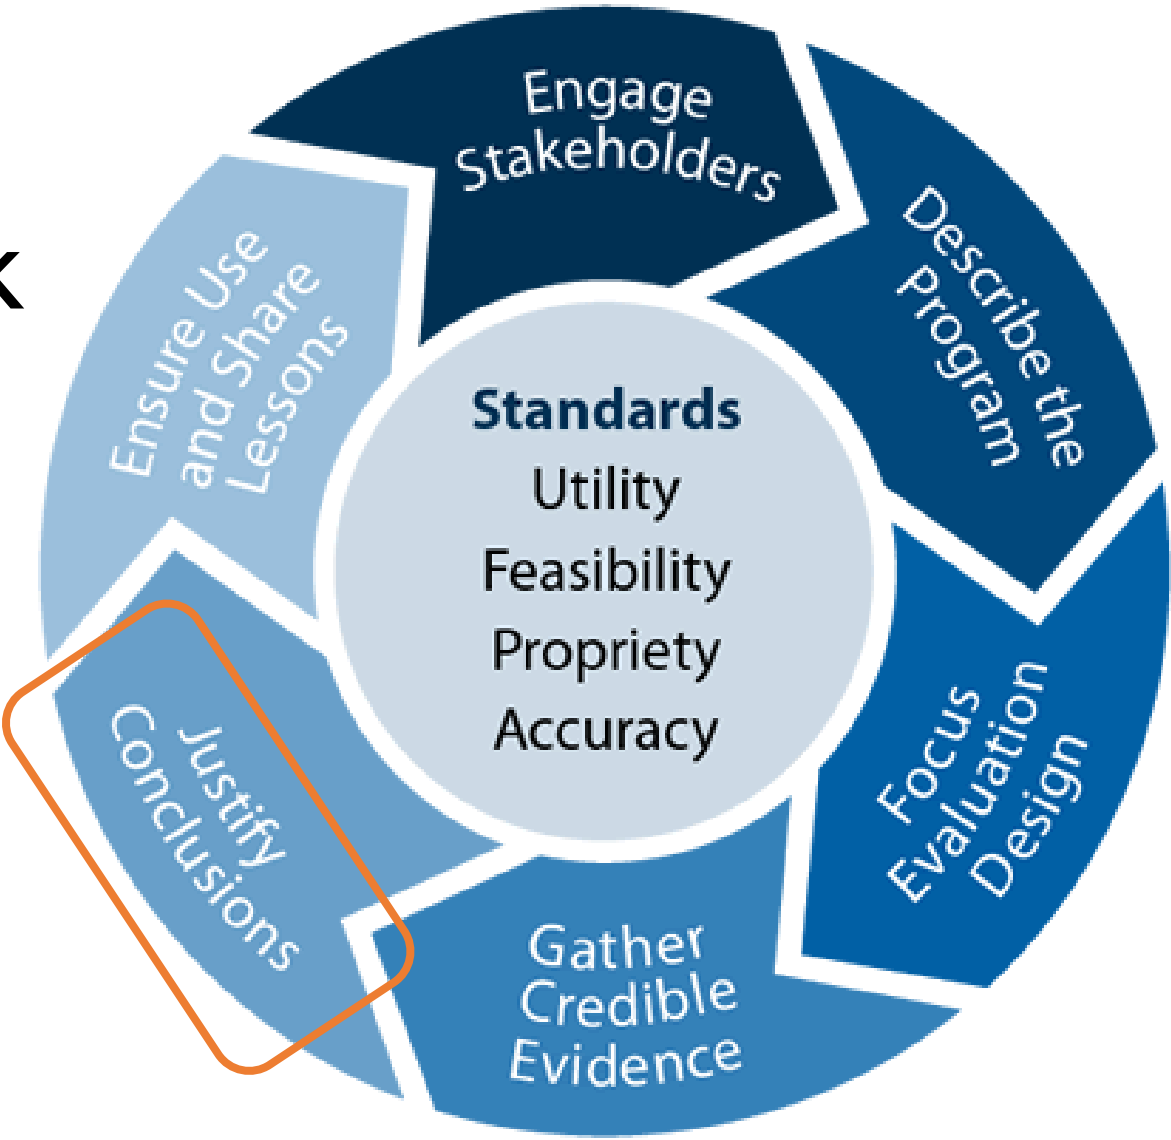 k
Engage
Stakeholders
Describe the
Program
Focus
Evaluation
Design
Gather
Credible
Evidence
Justify
Conclusions
Ensure Use
and Share
Lessons
Standards
Utility
Feasibility
Propriety
Accuracy